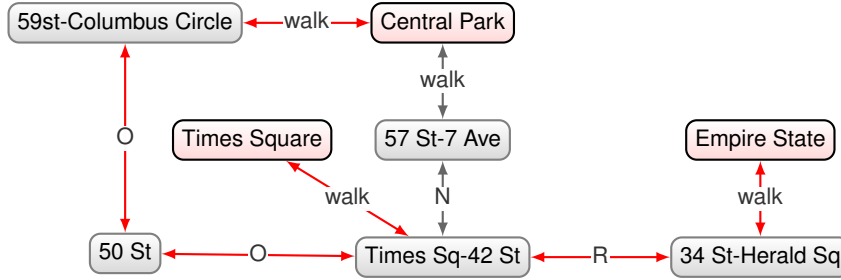 59st-Columbus Circle
walk
Central Park
walk
O
Times Square
57 St-7 Ave
Empire State
walk
N
walk
50 St
O
Times Sq-42 St
R
34 St-Herald Sq